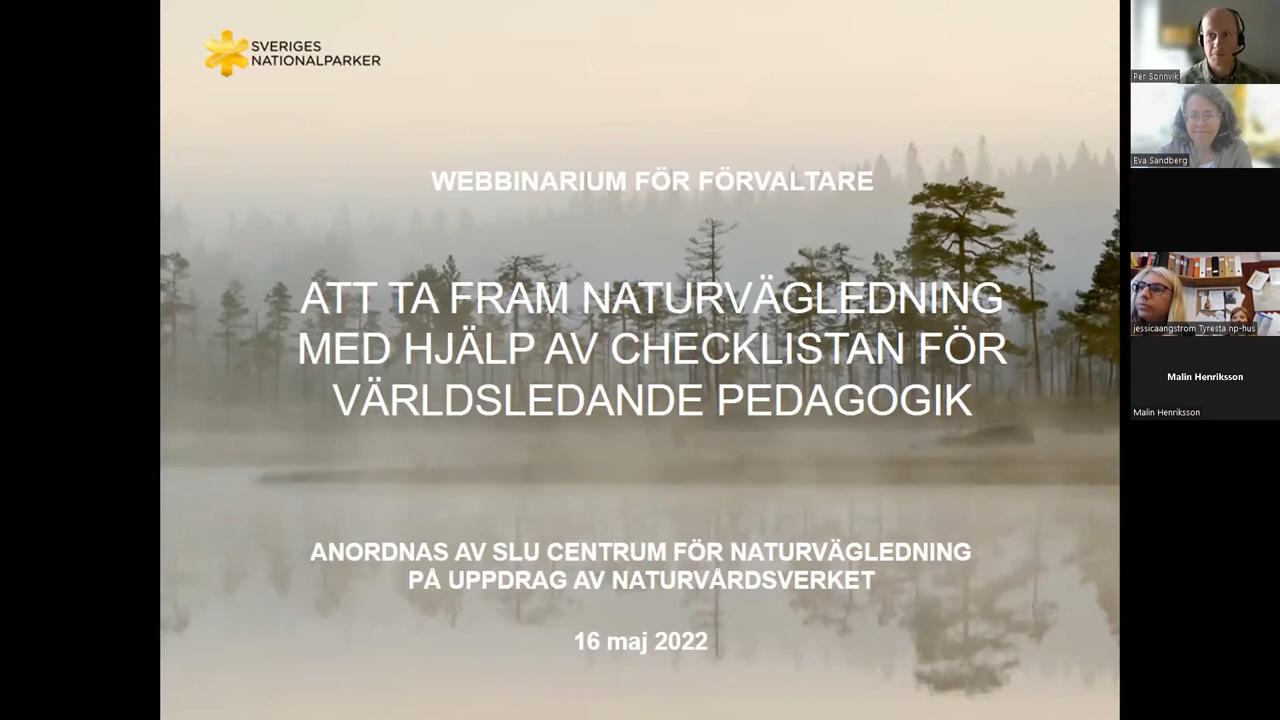 SVERIGES
NATIONALPARKER
WEBBINARIUM FÖR FÖRVALTARE
ATT TA FRAM NATURVÄGLEDNING
MED HJÄLP AV CHECKLISTAN FÖR
VÄRLDSLEDANDE PEDAGOGIK
ANORDNAS AV SLU CENTRUM FÖR NATURVÄGLEDNING
PÅ UPPDRAG AV NATURVÅRDSVERKET
16 maj 2022
Per Sonnvik
Eva Sandberg
jessicaangstrom Tyresta np-hus
Malin Henriksson
Malin Henriksson